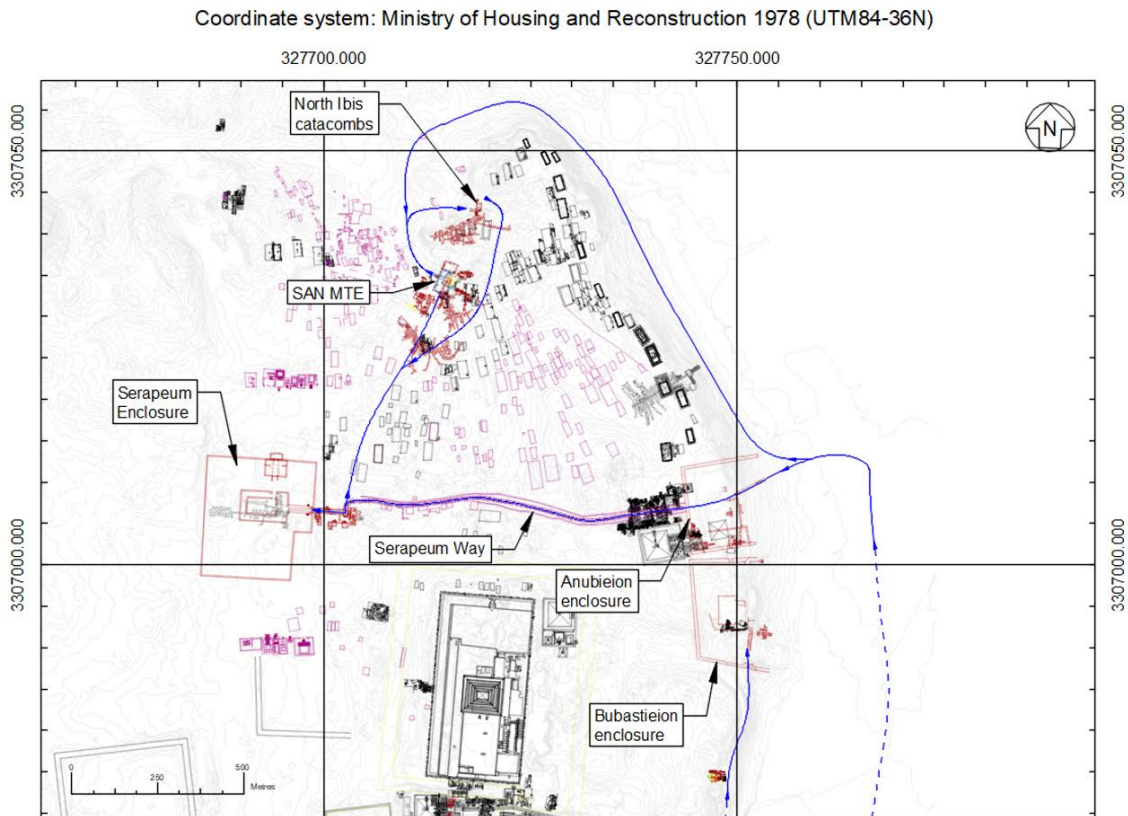 Coordinate system: Ministry of Housing and Reconstruction 1978 (UTM84-36N)
327700.000
327750.000
3307050.000
3307050.000
North Ibis
catacombs
N
SAN MTE
Serapeum
Enclosure
Serapeum Way
3307000.000
3307000.000
Anubieion
enclosure
Bubastieion
enclosure
0
250
500
Metres